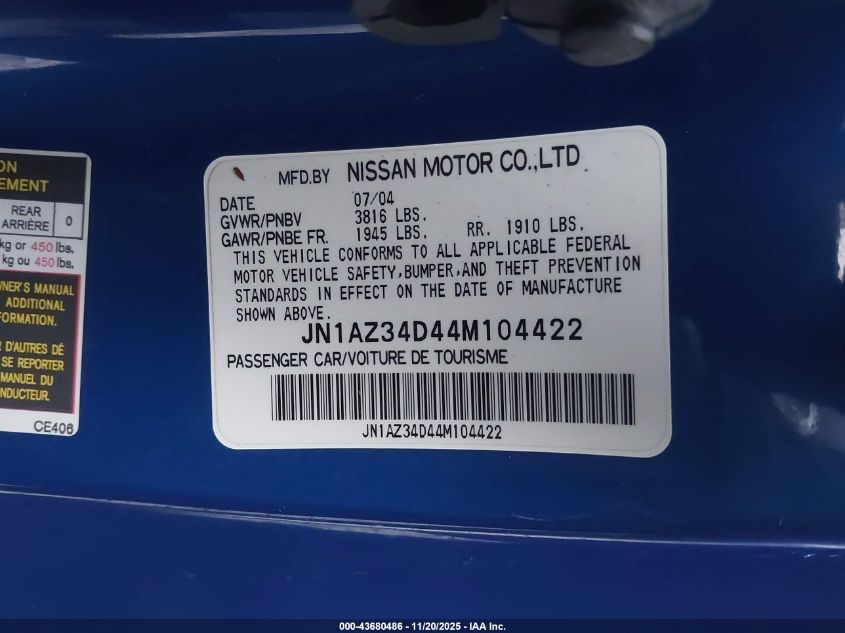 ON
EMENT
REAR
ARRIÈRE 0
kg or 450 lbs.
kg ou 450 lbs.
WNER'S MANUAL
ADDITIONAL
FORMATION.
D'AUTRES DÉ
SE REPORTER
MANUEL DU
NDUCTEUR.
CE406
MFD.BY NISSAN MOTOR CO.,LTD
DATE 07/04
GVWR/PNBV 3816 LBS.
GAWR/PNBE FR. 1945 LBS. RR. 1910 LBS.
THIS VEHICLE CONFORMS TO ALL APPLICABLE FEDERAL
MOTOR VEHICLE SAFETY,BUMPER,AND THEFT PREVENTION
STANDARDS IN EFFECT ON THE DATE OF MANUFACTURE
SHOWN ABOVE.
JN1AZ34D44M104422
PASSENGER CAR/VOITURE DE TOURISME
JN1AZ34D44M104422
000-43680486 - 11/20/2025 - IAA Inc.